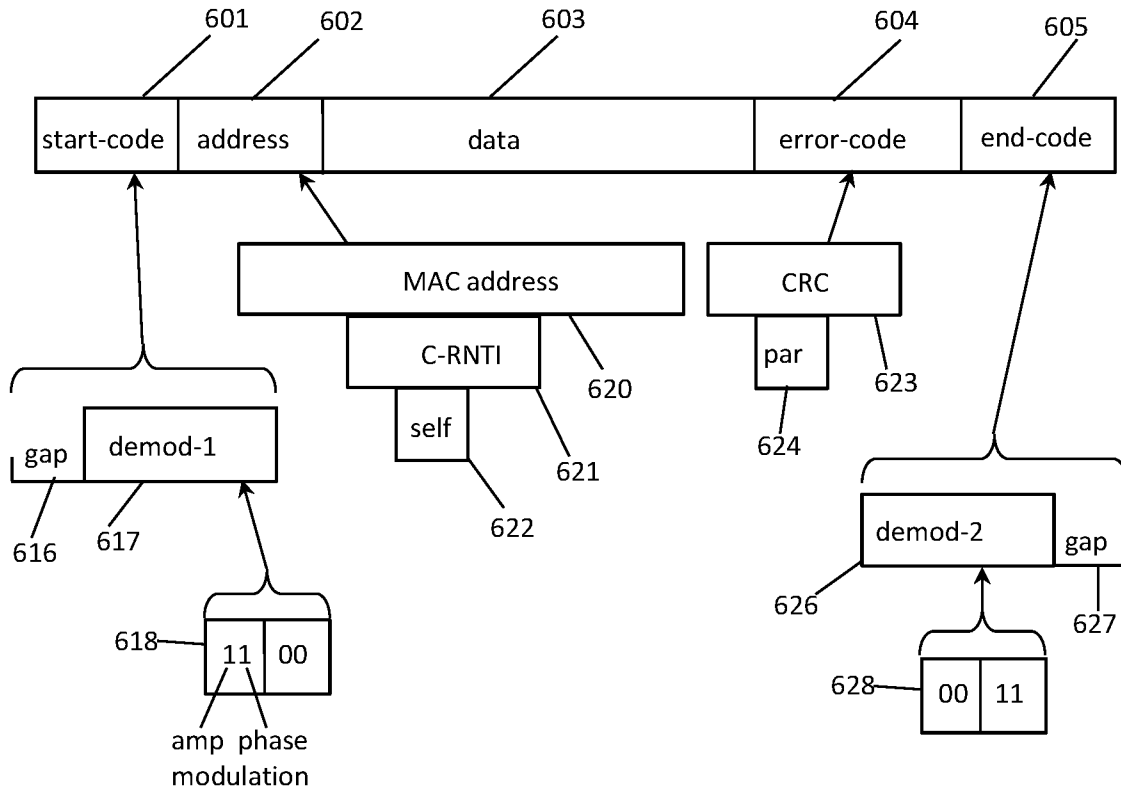 601
602
603
604
605
start-code
address
data
error-code
end-code
MAC address
CRC
C-RNTI
par
620
623
self
624
621
622
gap
demod-1
616
617
demod-2
gap
626
627
618
11
00
628
00
11
amp phase
modulation